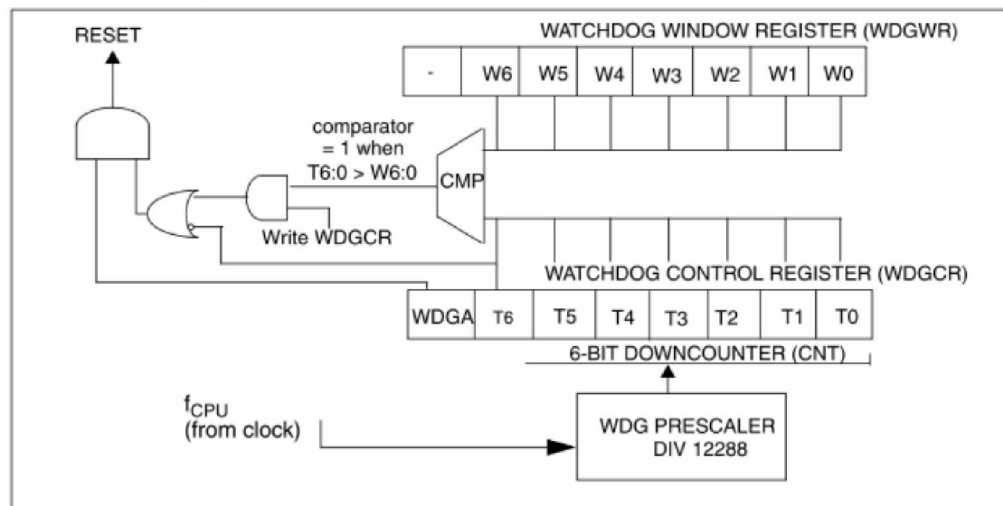 RESET
WATCHDOG WINDOW REGISTER (WDGWR)
- W6 W5 W4 W3 W2 W1 W0
comparator
= 1 when
T6:0 > W6:0
CMP
Write WDGCR
WATCHDOG CONTROL REGISTER (WDGCR)
WDGA T6 T5 T4 T3 T2 T1 T0
6-BIT DOWNCOUNTER (CNT)
fCPU
(from clock)
WDG PRESCALER
DIV 12288